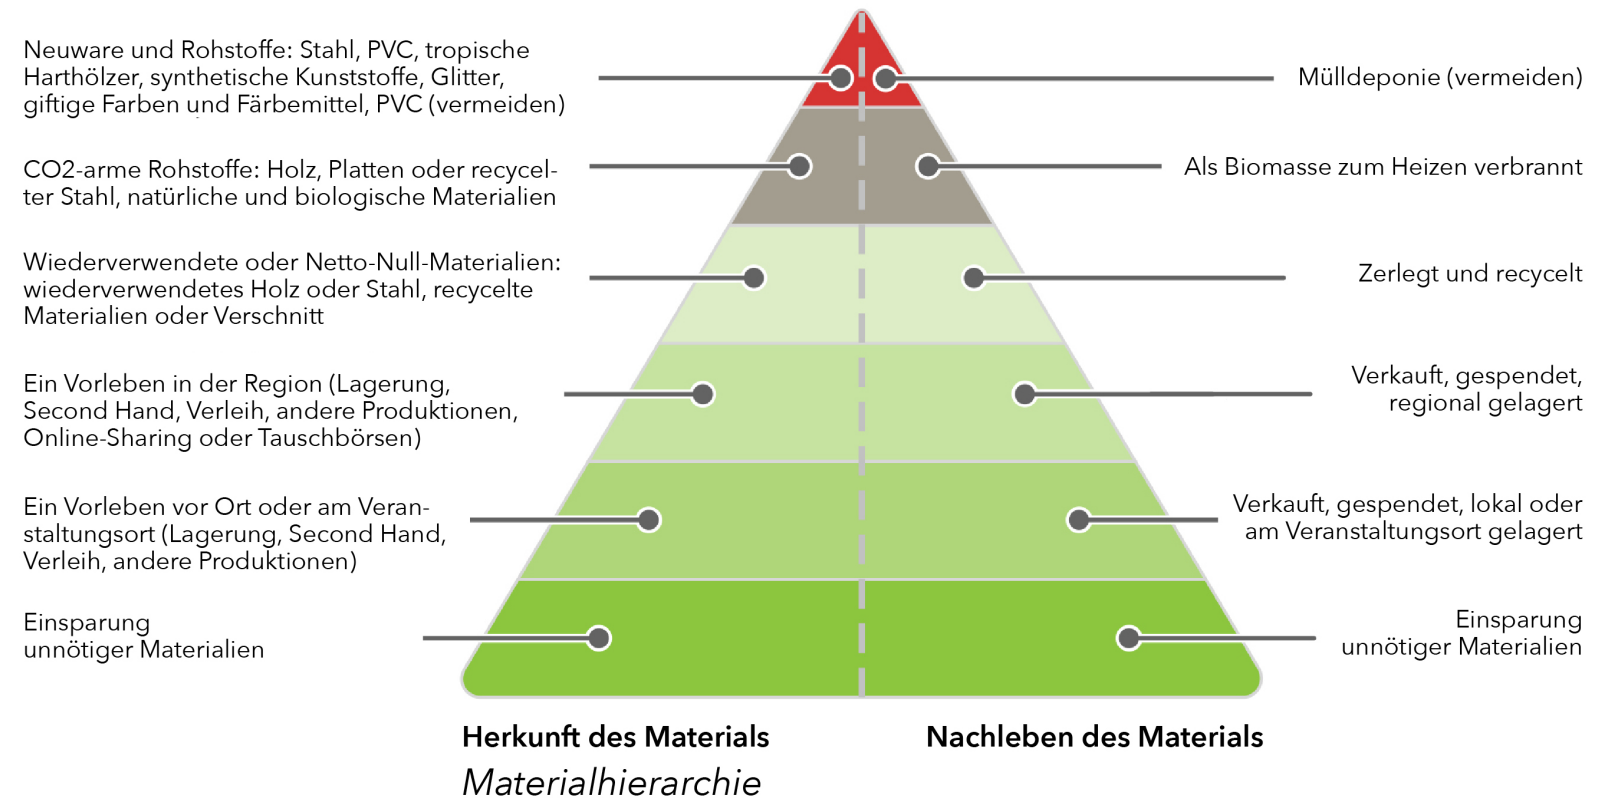 Neuware und Rohstoffe: Stahl, PVC, tropische
Harthölzer, synthetische Kunststoffe, Glitter,
giftige Farben und Färbemittel, PVC (vermeiden)
Mülldeponie (vermeiden)
CO2-arme Rohstoffe: Holz, Platten oder recycel-
ter Stahl, natürliche und biologische Materialien
Als Biomasse zum Heizen verbrannt
Wiederverwendete oder Netto-Null-Materialien:
wiederverwendetes Holz oder Stahl, recycelte
Materialien oder Verschnitt
Zerlegt und recycelt
Ein Vorleben in der Region (Lagerung,
Second Hand, Verleih, andere Produktionen,
Online-Sharing oder Tauschbörsen)
Verkauft, gespendet,
regional gelagert
Ein Vorleben vor Ort oder am Veran-
staltungsort (Lagerung, Second Hand,
Verleih, andere Produktionen)
Verkauft, gespendet, lokal oder
am Veranstaltungsort gelagert
Einsparung
unnötiger Materialien
Einsparung
unnötiger Materialien
Herkunft des Materials
Nachleben des Materials
Materialhierarchie